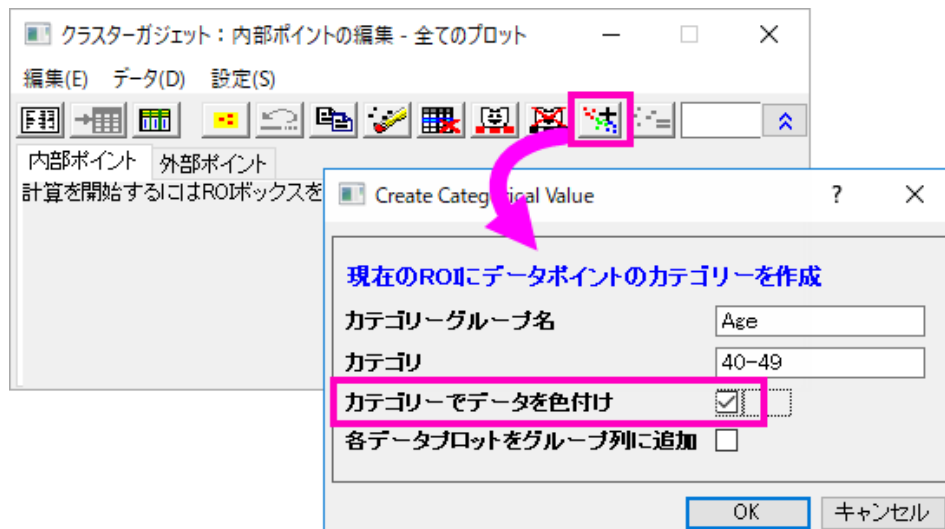 クラスターガジェット：内部ポイントの編集 - 全てのプロット
編集(E) データ(D) 設定(S)
内部ポイント 外部ポイント
計算を開始するにはROIボックスを
Create Categorical Value
現在のROIにデータポイントのカテゴリーを作成
カテゴリーグループ名 Age
カテゴリ 40-49
カテゴリーでデータを色付け
各データプロットをグループ列に追加
OK キャンセル